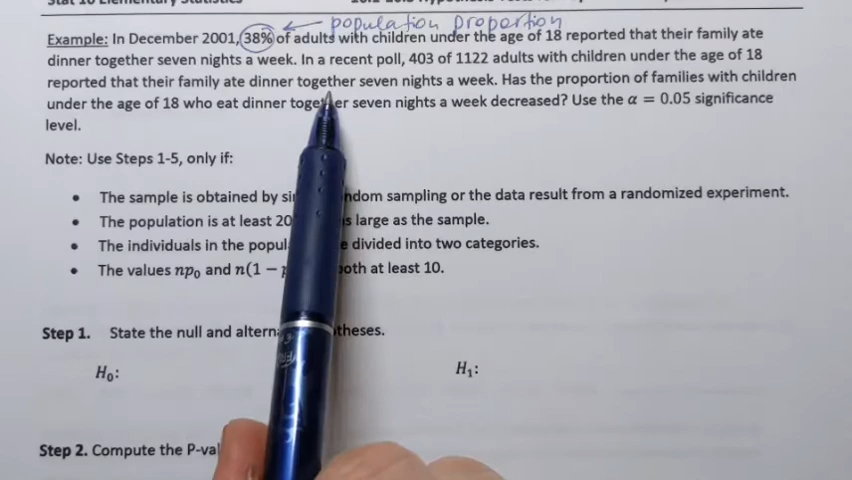 population proportion
Example: In December 2001, 38% of adults with children under the age of 18 reported that their family ate
dinner together seven nights a week. In a recent poll, 403 of 1122 adults with children under the age of 18
reported that their family ate dinner together seven nights a week. Has the proportion of families with children
under the age of 18 who eat dinner together seven nights a week decreased? Use the α = 0.05 significance
level.
Note: Use Steps 1-5, only if:
• The sample is obtained by ndom sampling or the data result from a randomized experiment.
• The population is at least 20 s large as the sample.
• The individuals in the popul divided into two categories.
• The values np₀ and n(1 − both at least 10.
Step 1. State the null and altern theses.
H₀: H₁:
Step 2. Compute the P-val